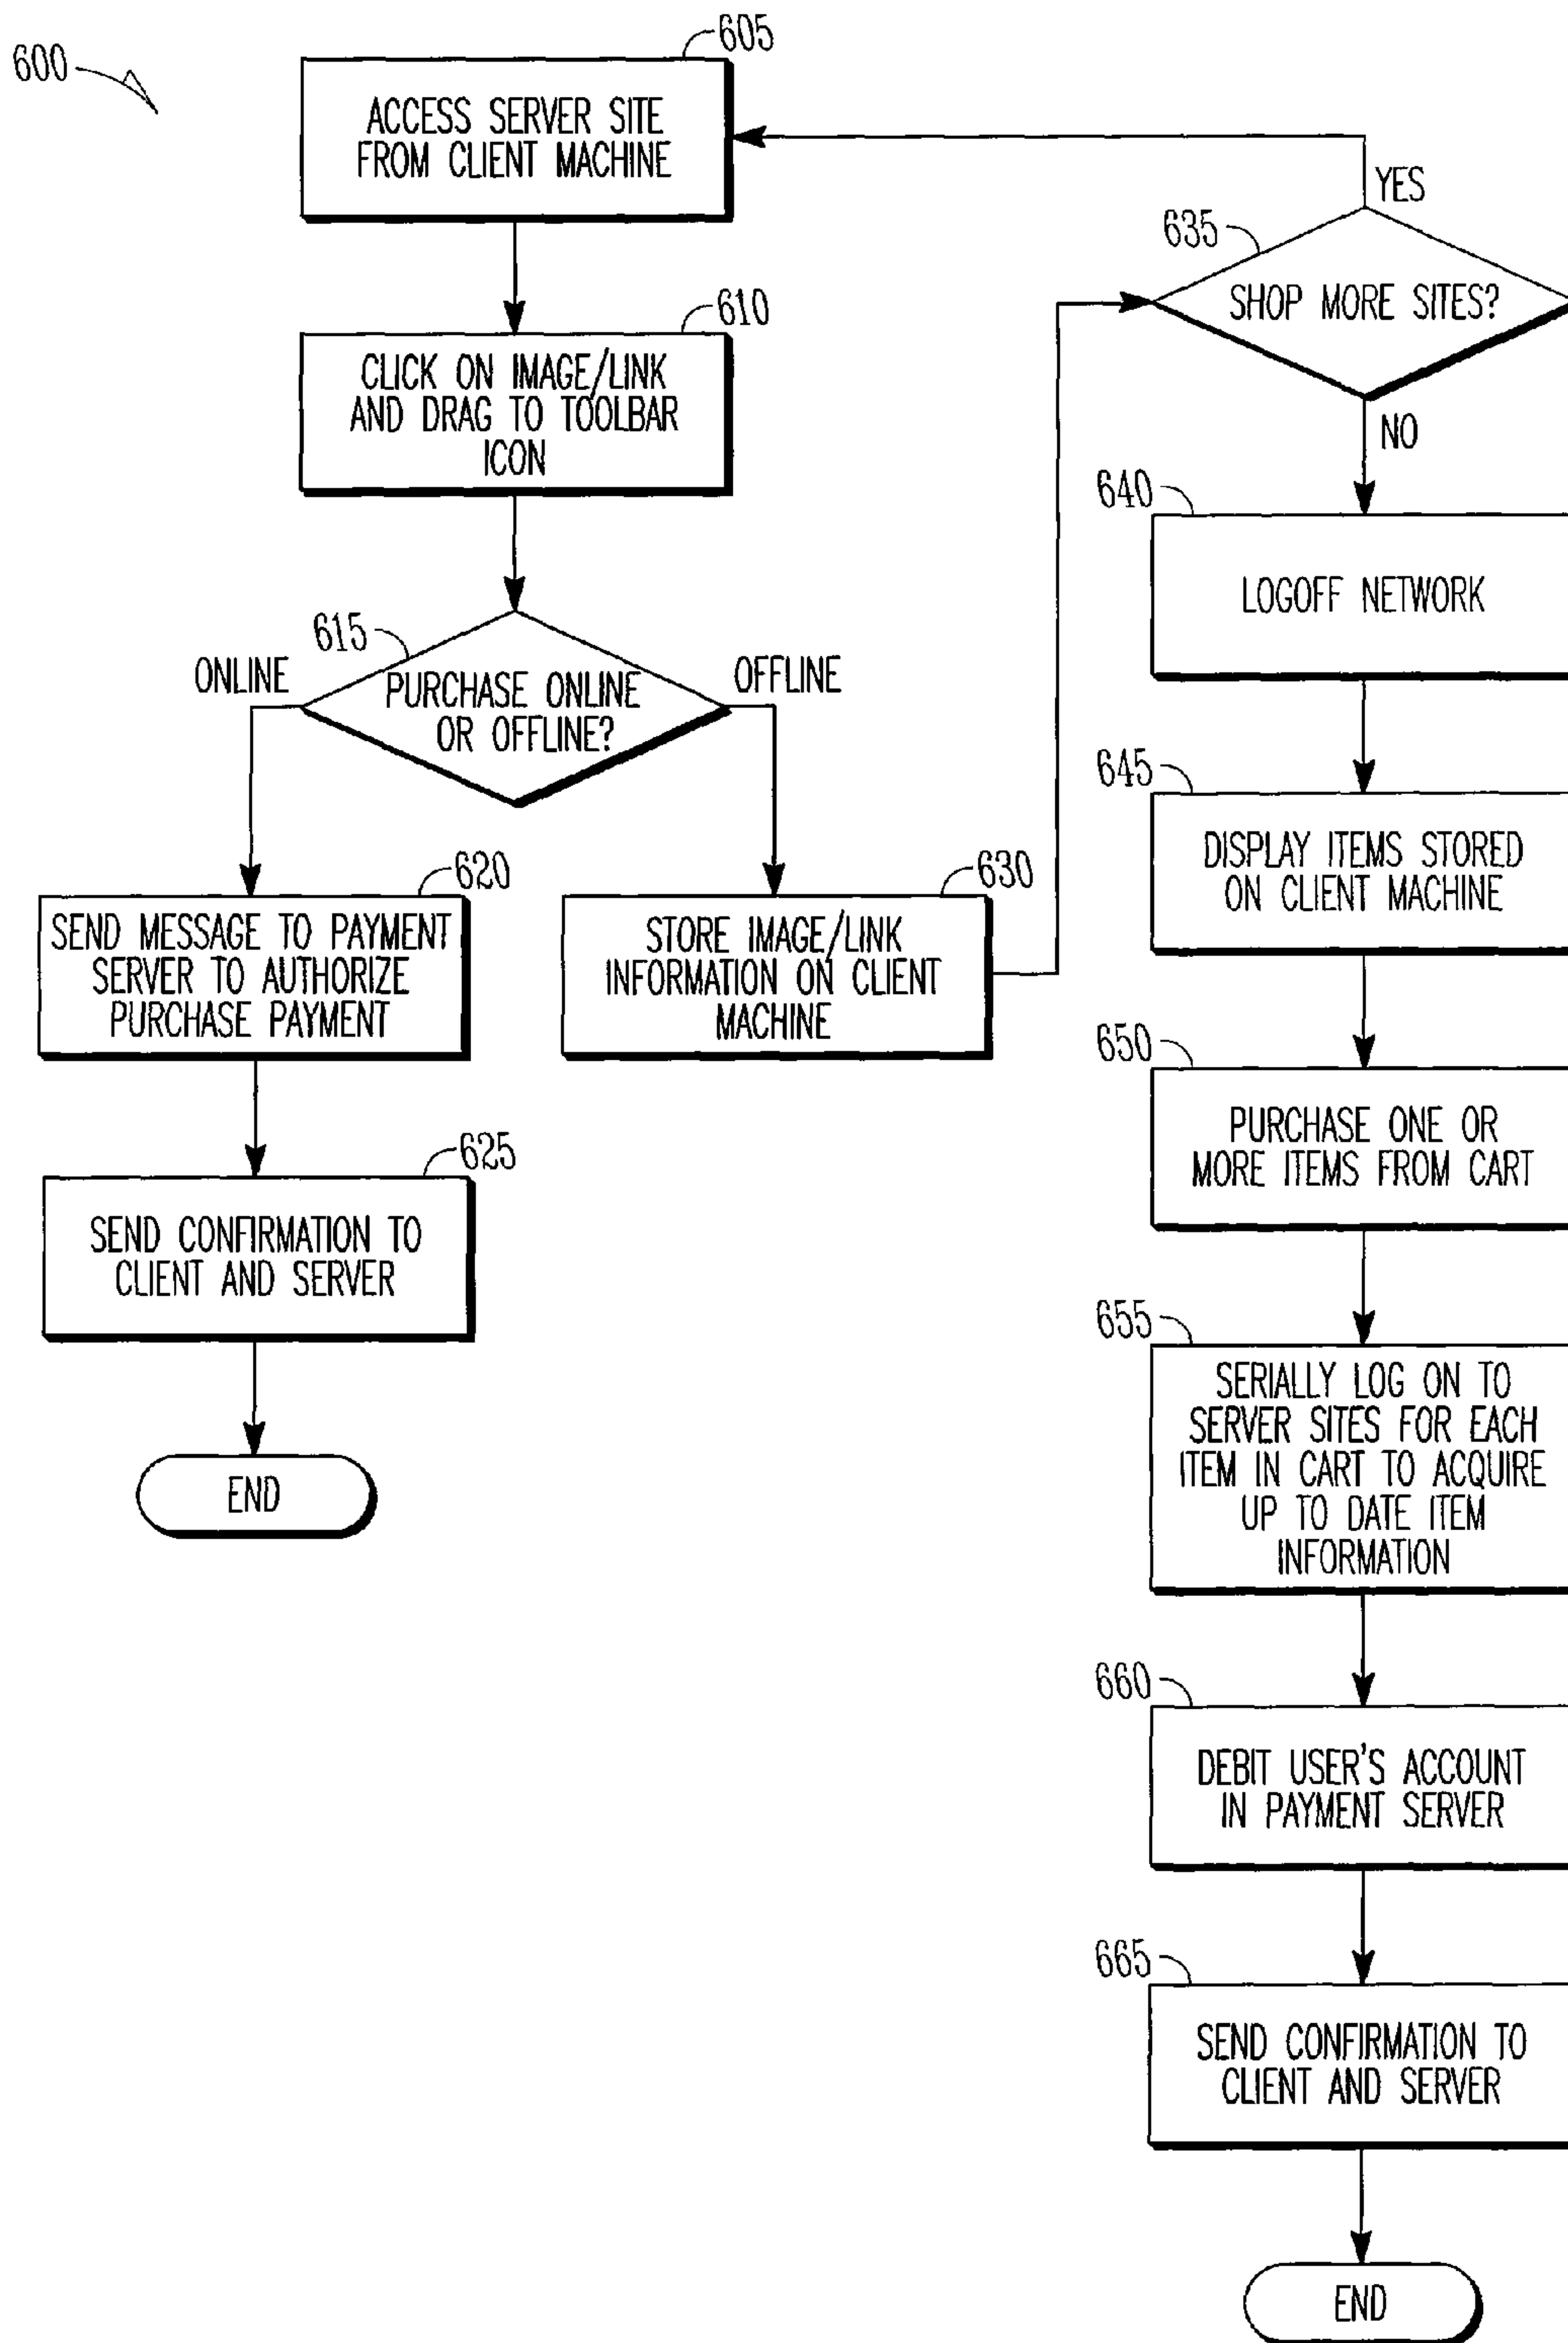 600
605
ACCESS SERVER SITE
FROM CLIENT MACHINE
610
CLICK ON IMAGE/LINK
AND DRAG TO TOOLBAR
ICON
615
PURCHASE ONLINE
OR OFFLINE?
ONLINE
OFFLINE
620
SEND MESSAGE TO PAYMENT
SERVER TO AUTHORIZE
PURCHASE PAYMENT
625
SEND CONFIRMATION TO
CLIENT AND SERVER
END
630
STORE IMAGE/LINK
INFORMATION ON CLIENT
MACHINE
635
SHOP MORE SITES?
YES
NO
640
LOGOFF NETWORK
645
DISPLAY ITEMS STORED
ON CLIENT MACHINE
650
PURCHASE ONE OR
MORE ITEMS FROM CART
655
SERIALLY LOG ON TO
SERVER SITES FOR EACH
ITEM IN CART TO ACQUIRE
UP TO DATE ITEM
INFORMATION
660
DEBIT USER'S ACCOUNT
IN PAYMENT SERVER
665
SEND CONFIRMATION TO
CLIENT AND SERVER
END